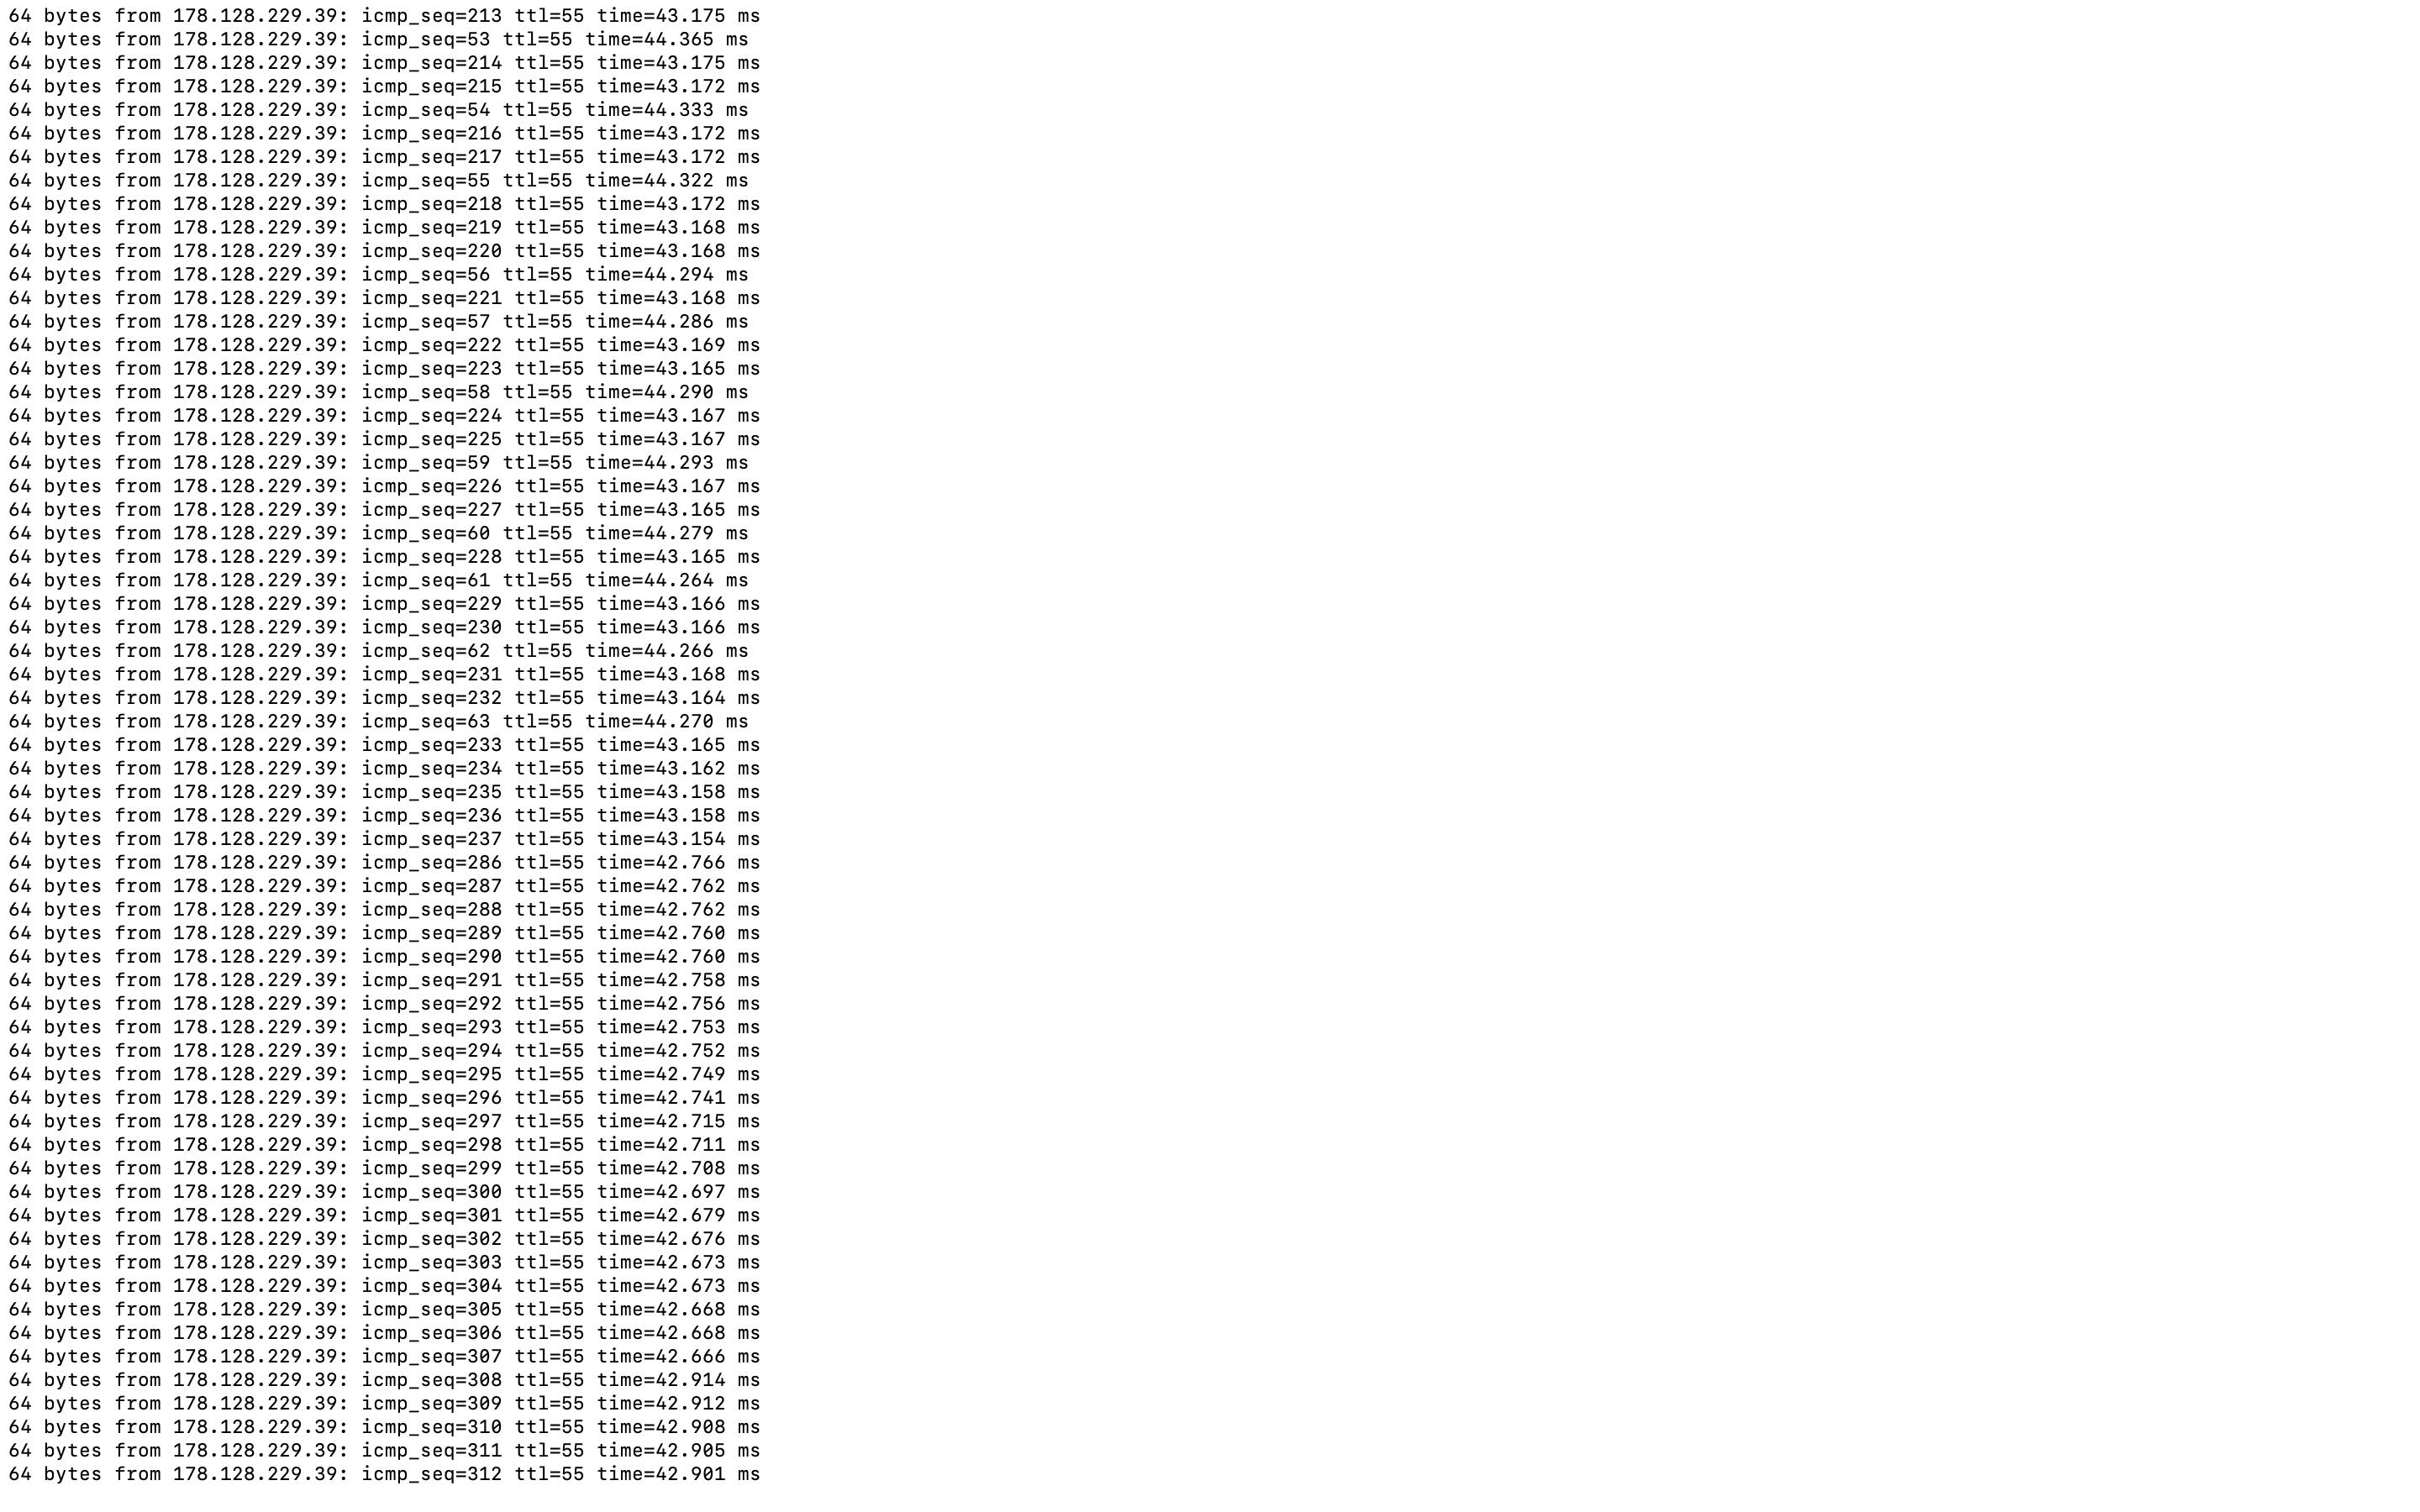 64 bytes from 178.128.229.39: icmp_seq=213 ttl=55 time=43.175 ms
64 bytes from 178.128.229.39: icmp_seq=53 ttl=55 time=44.365 ms
64 bytes from 178.128.229.39: icmp_seq=214 ttl=55 time=43.175 ms
64 bytes from 178.128.229.39: icmp_seq=215 ttl=55 time=43.172 ms
64 bytes from 178.128.229.39: icmp_seq=54 ttl=55 time=44.333 ms
64 bytes from 178.128.229.39: icmp_seq=216 ttl=55 time=43.172 ms
64 bytes from 178.128.229.39: icmp_seq=217 ttl=55 time=43.172 ms
64 bytes from 178.128.229.39: icmp_seq=55 ttl=55 time=44.322 ms
64 bytes from 178.128.229.39: icmp_seq=218 ttl=55 time=43.172 ms
64 bytes from 178.128.229.39: icmp_seq=219 ttl=55 time=43.168 ms
64 bytes from 178.128.229.39: icmp_seq=220 ttl=55 time=43.168 ms
64 bytes from 178.128.229.39: icmp_seq=56 ttl=55 time=44.294 ms
64 bytes from 178.128.229.39: icmp_seq=221 ttl=55 time=43.168 ms
64 bytes from 178.128.229.39: icmp_seq=57 ttl=55 time=44.286 ms
64 bytes from 178.128.229.39: icmp_seq=222 ttl=55 time=43.169 ms
64 bytes from 178.128.229.39: icmp_seq=223 ttl=55 time=43.165 ms
64 bytes from 178.128.229.39: icmp_seq=58 ttl=55 time=44.290 ms
64 bytes from 178.128.229.39: icmp_seq=224 ttl=55 time=43.167 ms
64 bytes from 178.128.229.39: icmp_seq=225 ttl=55 time=43.167 ms
64 bytes from 178.128.229.39: icmp_seq=59 ttl=55 time=44.293 ms
64 bytes from 178.128.229.39: icmp_seq=226 ttl=55 time=43.167 ms
64 bytes from 178.128.229.39: icmp_seq=227 ttl=55 time=43.165 ms
64 bytes from 178.128.229.39: icmp_seq=60 ttl=55 time=44.279 ms
64 bytes from 178.128.229.39: icmp_seq=228 ttl=55 time=43.165 ms
64 bytes from 178.128.229.39: icmp_seq=61 ttl=55 time=44.264 ms
64 bytes from 178.128.229.39: icmp_seq=229 ttl=55 time=43.166 ms
64 bytes from 178.128.229.39: icmp_seq=230 ttl=55 time=43.166 ms
64 bytes from 178.128.229.39: icmp_seq=62 ttl=55 time=44.266 ms
64 bytes from 178.128.229.39: icmp_seq=231 ttl=55 time=43.168 ms
64 bytes from 178.128.229.39: icmp_seq=232 ttl=55 time=43.164 ms
64 bytes from 178.128.229.39: icmp_seq=63 ttl=55 time=44.270 ms
64 bytes from 178.128.229.39: icmp_seq=233 ttl=55 time=43.165 ms
64 bytes from 178.128.229.39: icmp_seq=234 ttl=55 time=43.162 ms
64 bytes from 178.128.229.39: icmp_seq=235 ttl=55 time=43.158 ms
64 bytes from 178.128.229.39: icmp_seq=236 ttl=55 time=43.158 ms
64 bytes from 178.128.229.39: icmp_seq=237 ttl=55 time=43.154 ms
64 bytes from 178.128.229.39: icmp_seq=286 ttl=55 time=42.766 ms
64 bytes from 178.128.229.39: icmp_seq=287 ttl=55 time=42.762 ms
64 bytes from 178.128.229.39: icmp_seq=288 ttl=55 time=42.762 ms
64 bytes from 178.128.229.39: icmp_seq=289 ttl=55 time=42.760 ms
64 bytes from 178.128.229.39: icmp_seq=290 ttl=55 time=42.760 ms
64 bytes from 178.128.229.39: icmp_seq=291 ttl=55 time=42.758 ms
64 bytes from 178.128.229.39: icmp_seq=292 ttl=55 time=42.756 ms
64 bytes from 178.128.229.39: icmp_seq=293 ttl=55 time=42.753 ms
64 bytes from 178.128.229.39: icmp_seq=294 ttl=55 time=42.752 ms
64 bytes from 178.128.229.39: icmp_seq=295 ttl=55 time=42.749 ms
64 bytes from 178.128.229.39: icmp_seq=296 ttl=55 time=42.741 ms
64 bytes from 178.128.229.39: icmp_seq=297 ttl=55 time=42.715 ms
64 bytes from 178.128.229.39: icmp_seq=298 ttl=55 time=42.711 ms
64 bytes from 178.128.229.39: icmp_seq=299 ttl=55 time=42.708 ms
64 bytes from 178.128.229.39: icmp_seq=300 ttl=55 time=42.697 ms
64 bytes from 178.128.229.39: icmp_seq=301 ttl=55 time=42.679 ms
64 bytes from 178.128.229.39: icmp_seq=302 ttl=55 time=42.676 ms
64 bytes from 178.128.229.39: icmp_seq=303 ttl=55 time=42.673 ms
64 bytes from 178.128.229.39: icmp_seq=304 ttl=55 time=42.673 ms
64 bytes from 178.128.229.39: icmp_seq=305 ttl=55 time=42.668 ms
64 bytes from 178.128.229.39: icmp_seq=306 ttl=55 time=42.668 ms
64 bytes from 178.128.229.39: icmp_seq=307 ttl=55 time=42.666 ms
64 bytes from 178.128.229.39: icmp_seq=308 ttl=55 time=42.914 ms
64 bytes from 178.128.229.39: icmp_seq=309 ttl=55 time=42.912 ms
64 bytes from 178.128.229.39: icmp_seq=310 ttl=55 time=42.908 ms
64 bytes from 178.128.229.39: icmp_seq=311 ttl=55 time=42.905 ms
64 bytes from 178.128.229.39: icmp_seq=312 ttl=55 time=42.901 ms